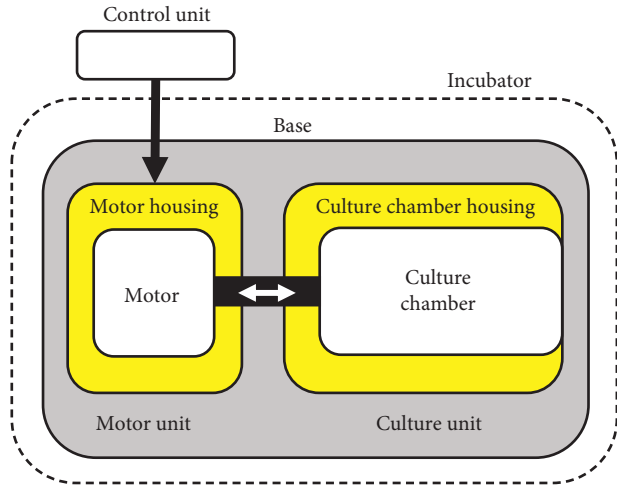 Control unit
Incubator
Base
Motor housing
Culture chamber housing
Motor
Culture
chamber
Motor unit
Culture unit